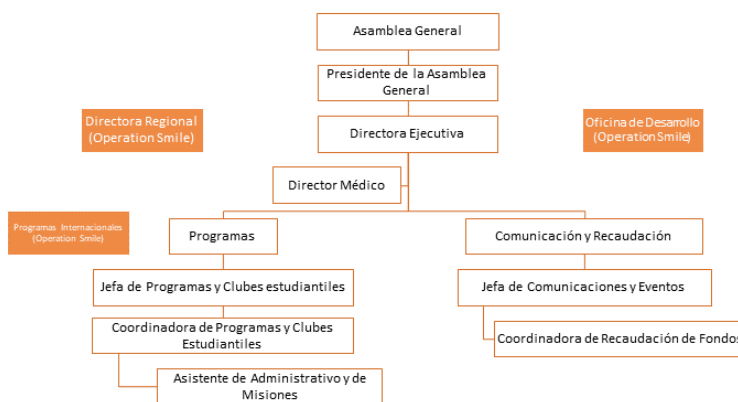 Asamblea General
Presidente de la Asamblea
General
Directora Regional
(Operation Smile)
Oficina de Desarrollo
(Operation Smile)
Directora Ejecutiva
Director Médico
Programas Internacionales
(Operation Smile)
Programas
Comunicación y Recaudación
Jefa de Programas y Clubes estudiantiles
Jefa de Comunicaciones y Eventos
Coordinadora de Programas y Clubes
Estudiantiles
Coordinadora de Recaudación de Fondos
Asistente de Administrativo y de
Misiones